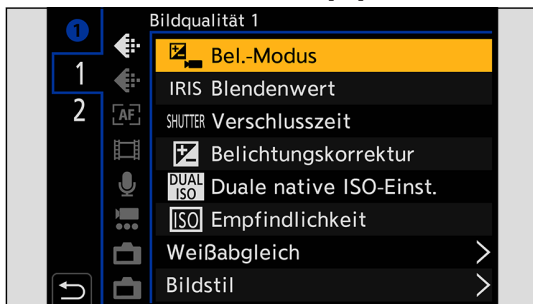 Bildqualität 1
1
1
2
AF
Bel.-Modus
IRIS Blendenwert
SHUTTER Verschlusszeit
Belichtungskorrektur
DUAL ISO Duale native ISO-Einst.
ISO Empfindlichkeit
Weißabgleich
Bildstil